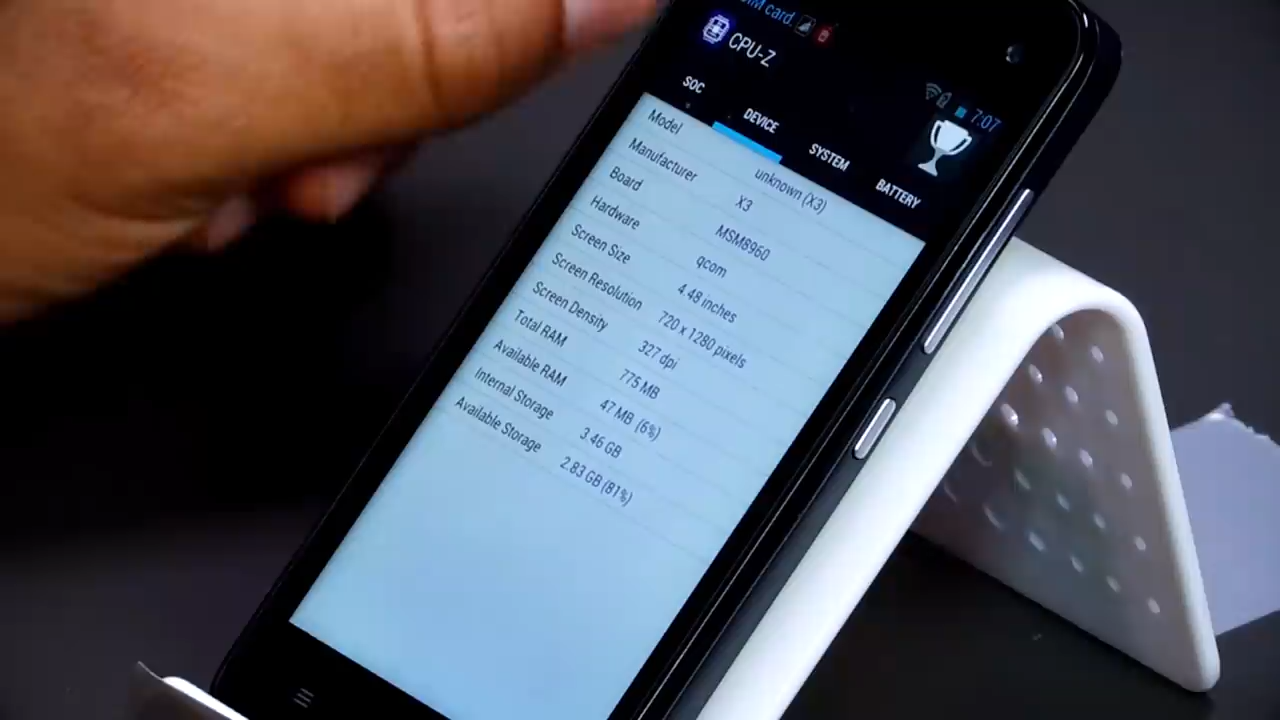 SIM card.
CPU-Z
7:07
SOC DEVICE SYSTEM BATTERY
Model unknown (X3)
Manufacturer X3
Board MSM8960
Hardware qcom
Screen Size 4.48 inches
Screen Resolution 720 x 1280 pixels
Screen Density 327 dpi
Total RAM 775 MB
Available RAM 47 MB (6%)
Internal Storage 3.46 GB
Available Storage 2.83 GB (81%)